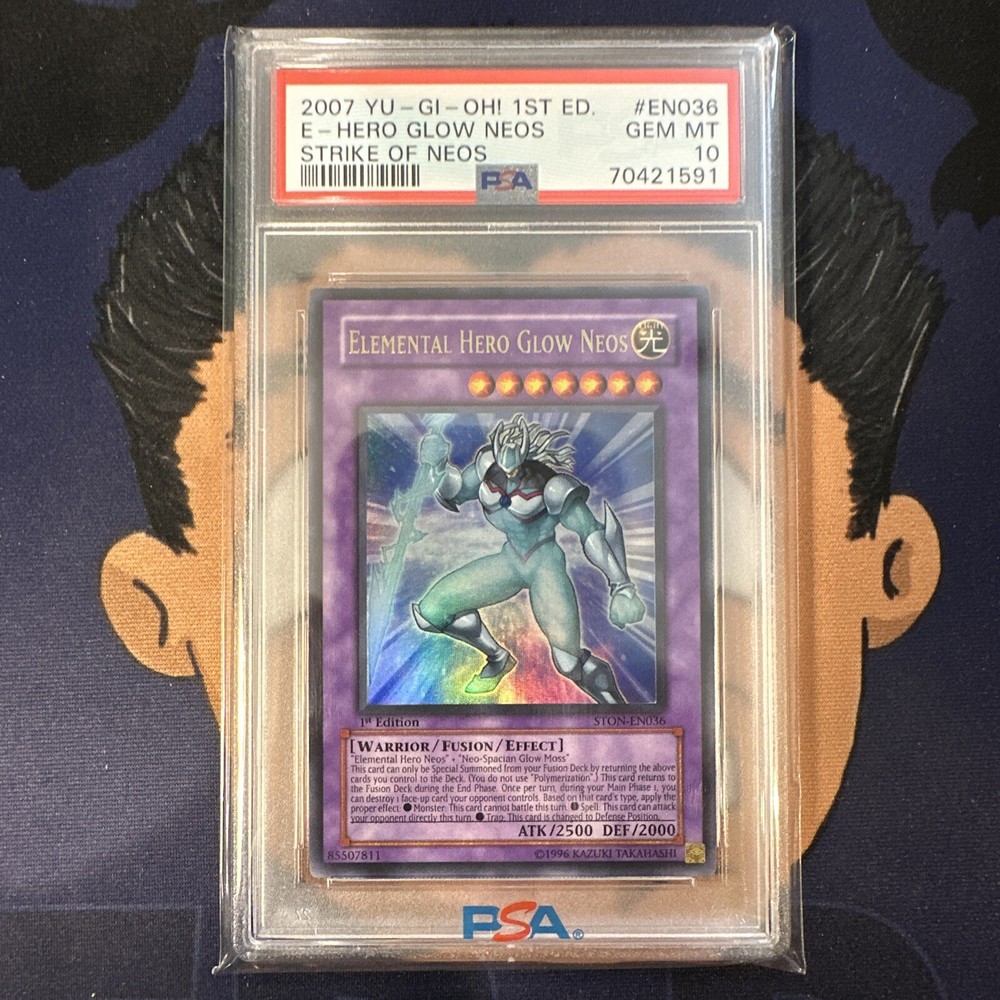 2007 YU-GI-OH! 1ST ED. #EN036
E-HERO GLOW NEOS GEM MT
STRIKE OF NEOS 10
PSA 70421591
ELEMENTAL HERO GLOW NEOS 光
1st Edition STON-EN036
[WARRIOR/FUSION/EFFECT]
"Elemental Hero Neos" + "Neo-Spacian Glow Moss"
This card can only be Special Summoned from your Fusion Deck by returning the above
cards you control to the Deck. (You do not use "Polymerization".) This card returns to
the Fusion Deck during the End Phase. Once per turn, during your Main Phase 1, you
can destroy 1 face-up card your opponent controls. Based on that card's type, apply the
proper effect: ●Monster: This card cannot battle this turn. ●Spell: This card can attack
your opponent directly this turn. ●Trap: This card is changed to Defense Position.
ATK/2500 DEF/2000
85507811 ©1996 KAZUKI TAKAHASHI
PSA®